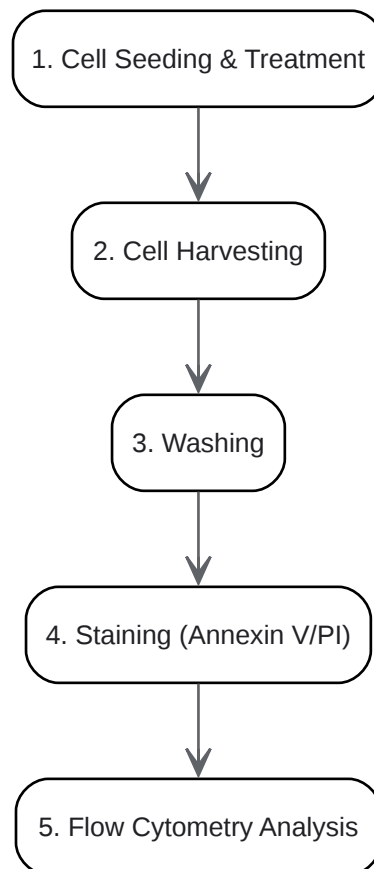 1. Cell Seeding & Treatment
2. Cell Harvesting
3. Washing
4. Staining (Annexin V/PI)
5. Flow Cytometry Analysis